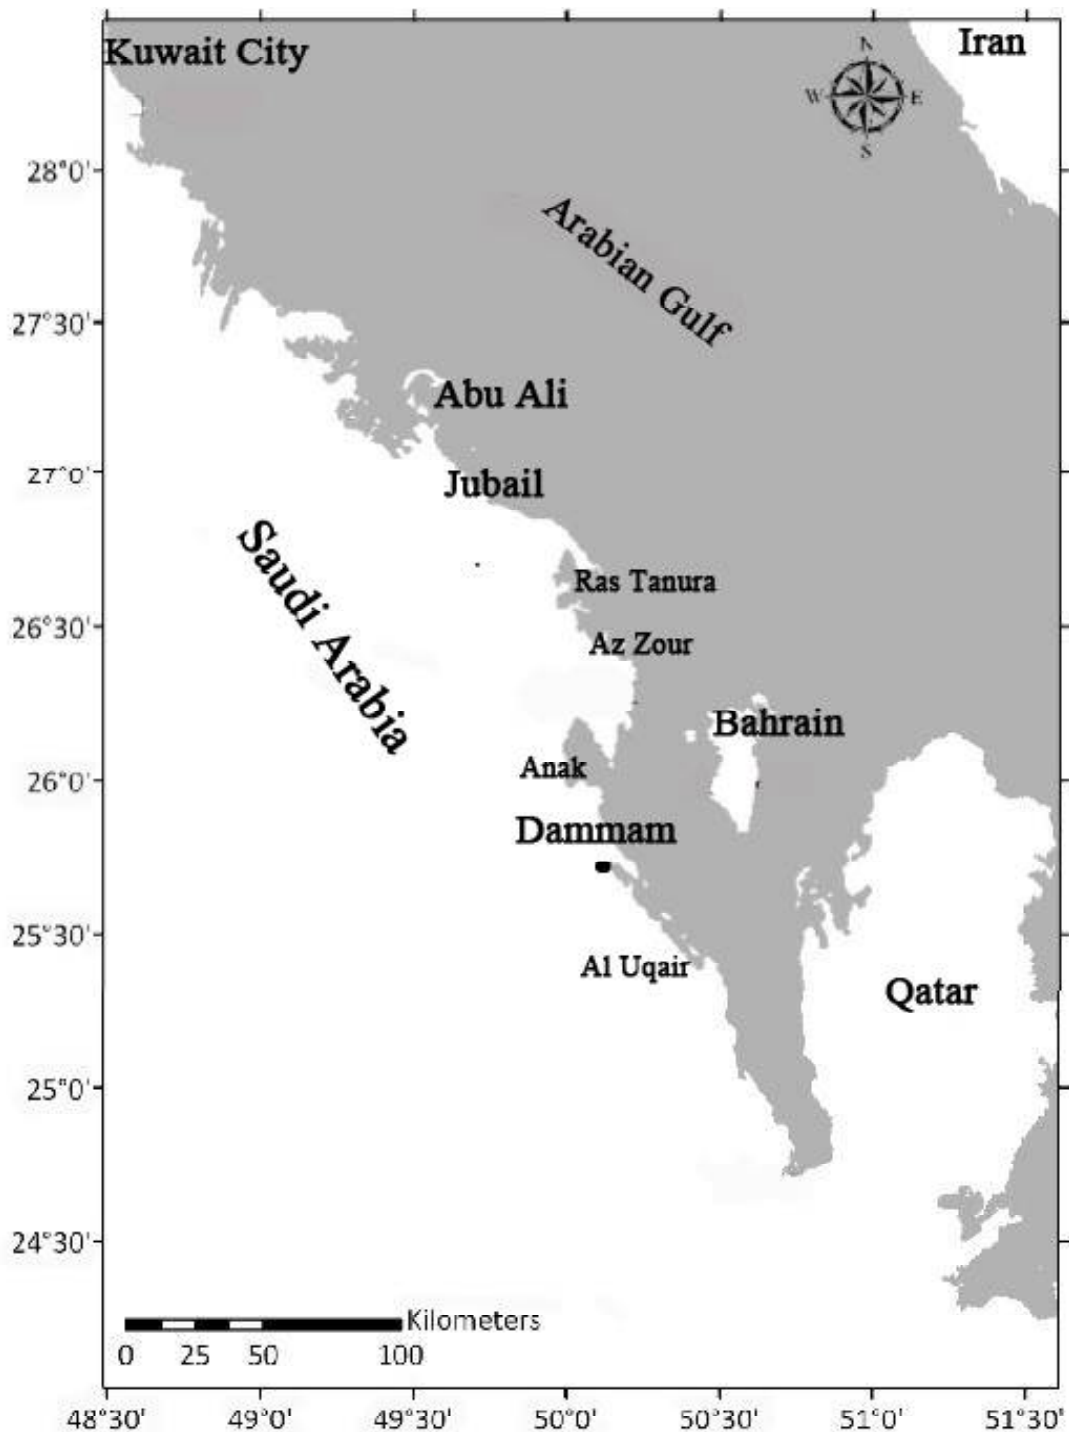 Kuwait City
Iran
N
W
E
S
28°0'
Arabian Gulf
27°30'
Abu Ali
27°0'
Jubail
Saudi Arabia
Ras Tanura
26°30'
Az Zour
Bahrain
Anak
26°0'
Dammam
25°30'
Al Uqair
Qatar
25°0'
24°30'
Kilometers
0 25 50 100
48°30' 49°0' 49°30' 50°0' 50°30' 51°0' 51°30'